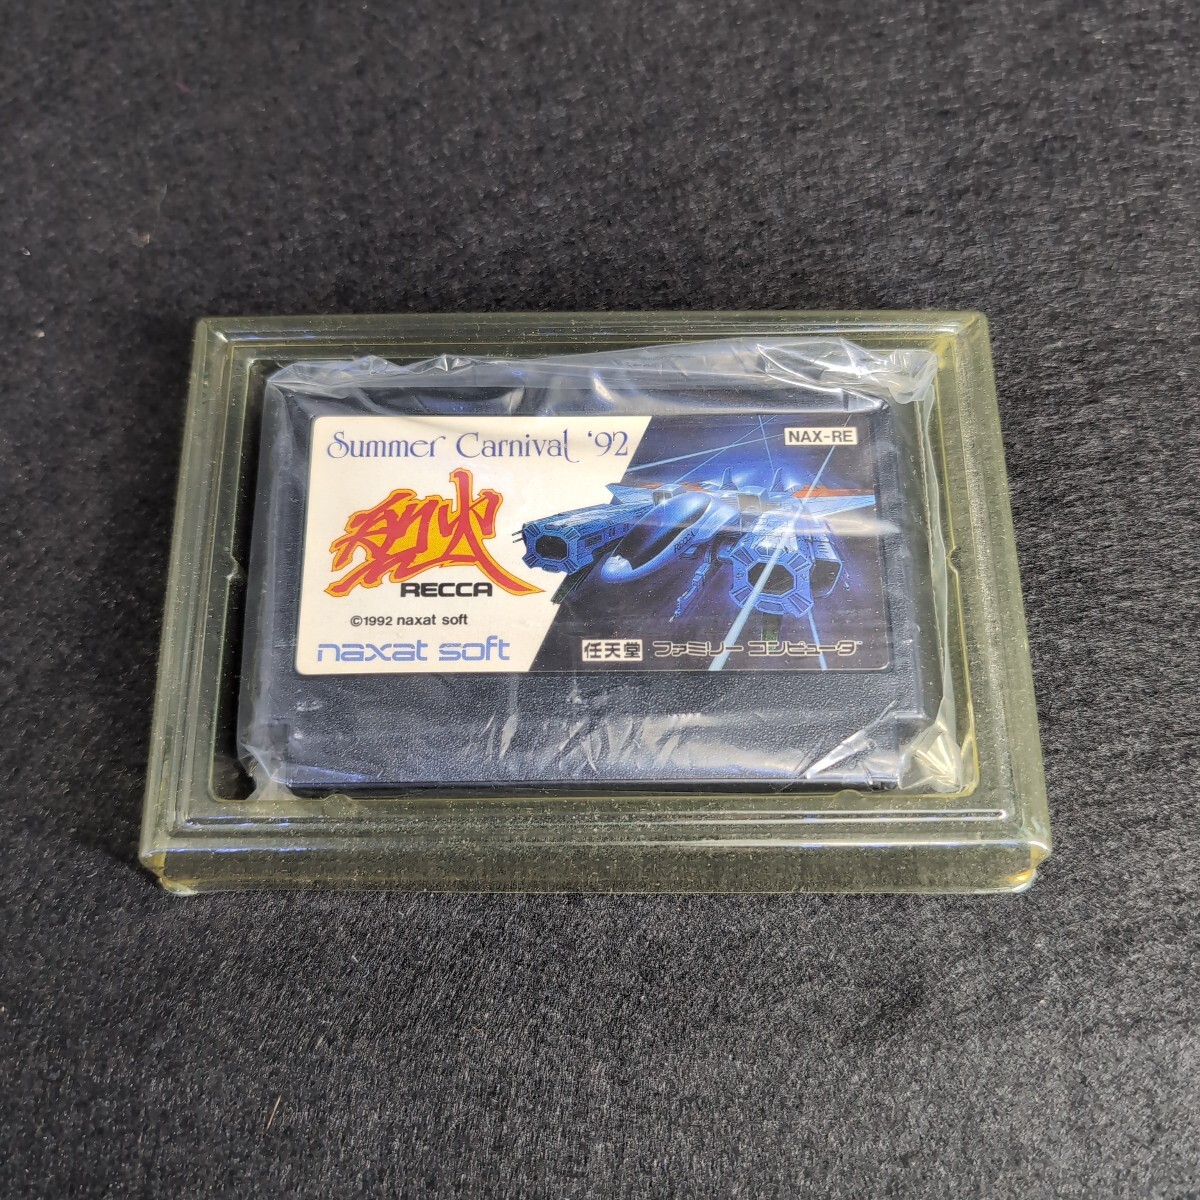 Summer Carnival '92
NAX-RE
烈火
RECCA
RECCA
©1992 naxat soft
naxat soft
任天堂 ファミリーコンピュータ